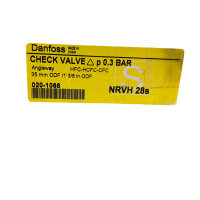 Danfoss
CHECK VALVE △ p 0.3 BAR
Angleway HFC-HCFC-CFC
35 mm ODF /1 3/8 in ODF
S
020-1068
NRVH 28s